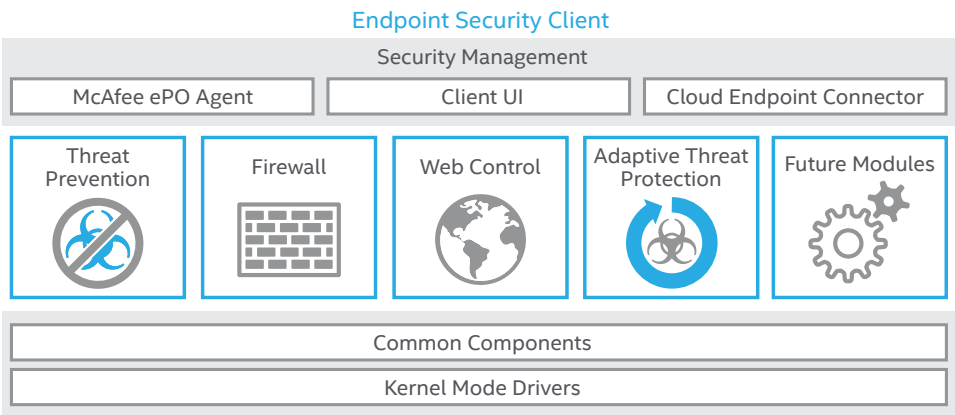 Endpoint Security Client
Security Management
McAfee ePO Agent
Client UI
Cloud Endpoint Connector
Threat
Prevention
Firewall
Web Control
Adaptive Threat
Protection
Future Modules
Common Components
Kernel Mode Drivers